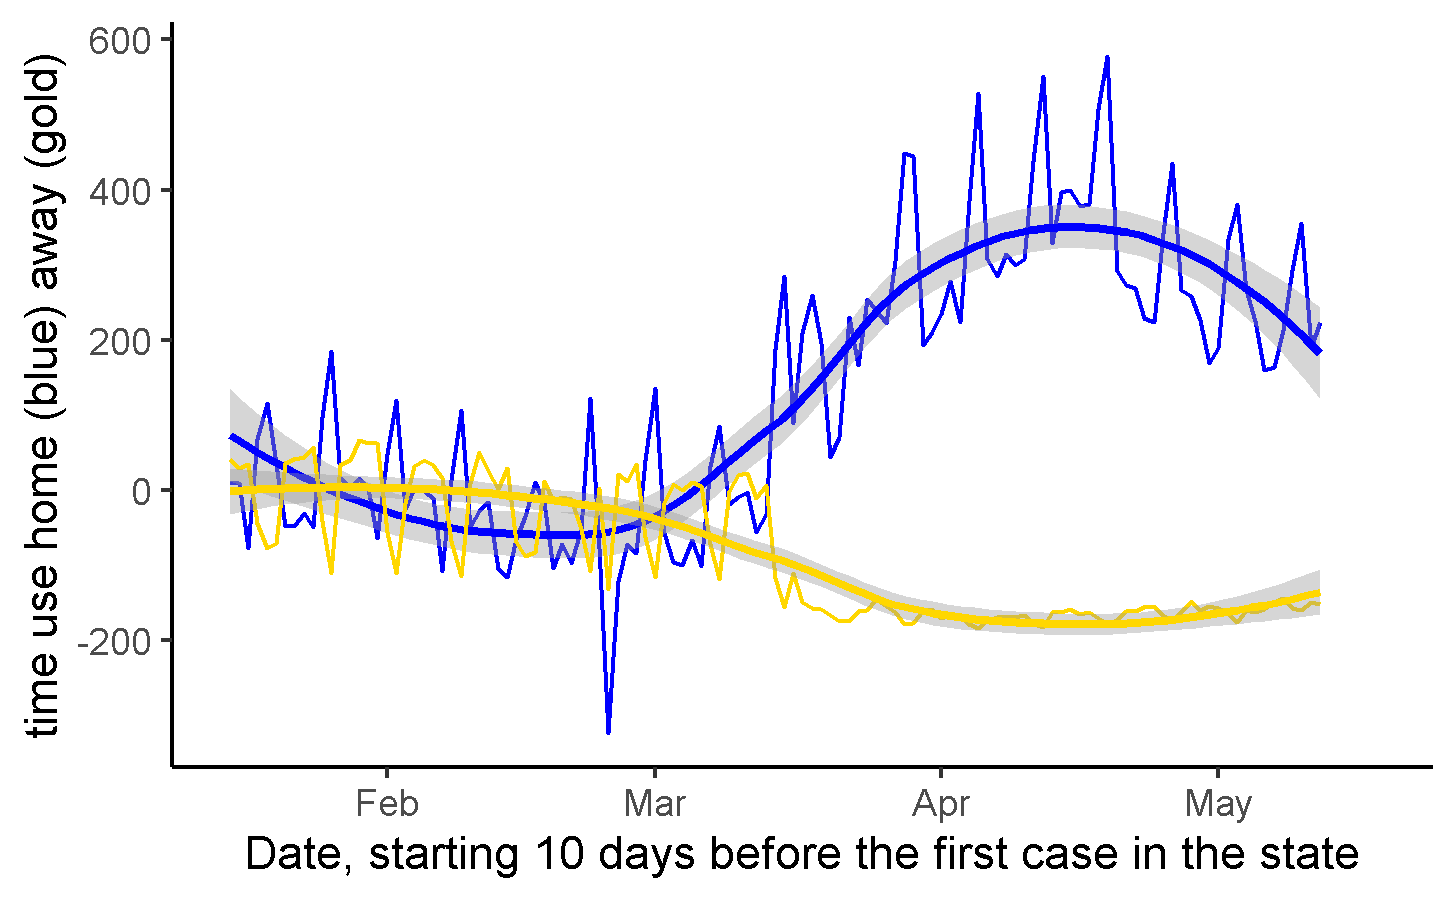 time use home (blue) away (gold)
600
400
200
0
-200
Feb Mar Apr May
Date, starting 10 days before the first case in the state